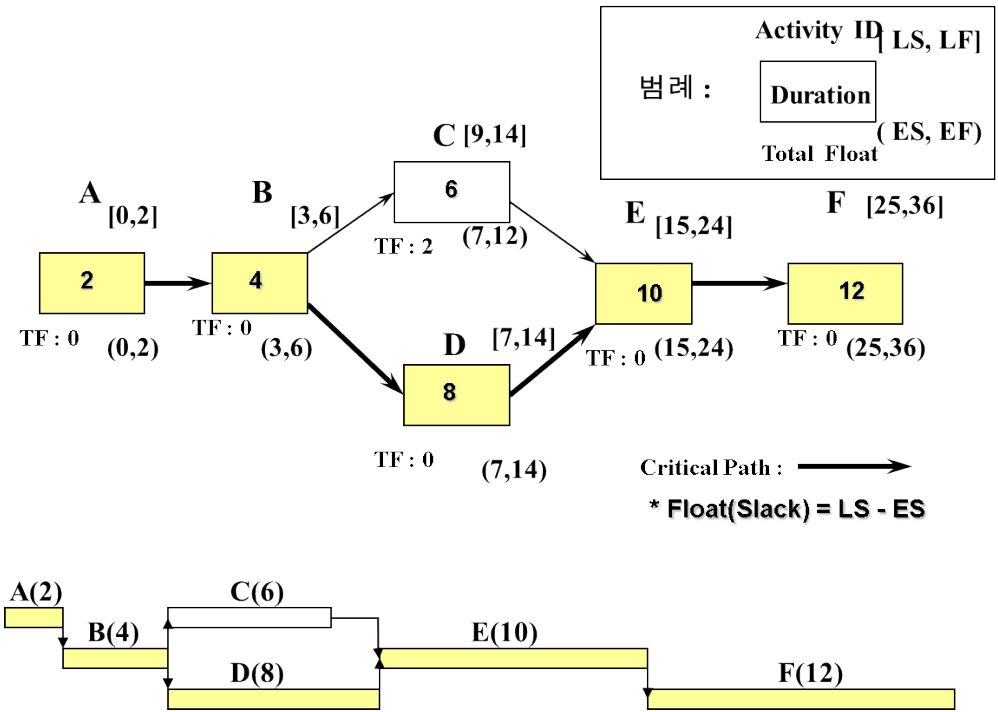 Activity ID
[ LS, LF]
범례 :
Duration
( ES, EF)
Total Float
C [9,14]
6
TF : 2
(7,12)
A
[0,2]
2
TF : 0
(0,2)
B
[3,6]
4
TF : 0
(3,6)
D
[7,14]
8
TF : 0
(7,14)
E
[15,24]
10
TF : 0
(15,24)
F [25,36]
12
TF : 0
(25,36)
Critical Path :
* Float(Slack) = LS - ES
A(2)
B(4)
C(6)
D(8)
E(10)
F(12)